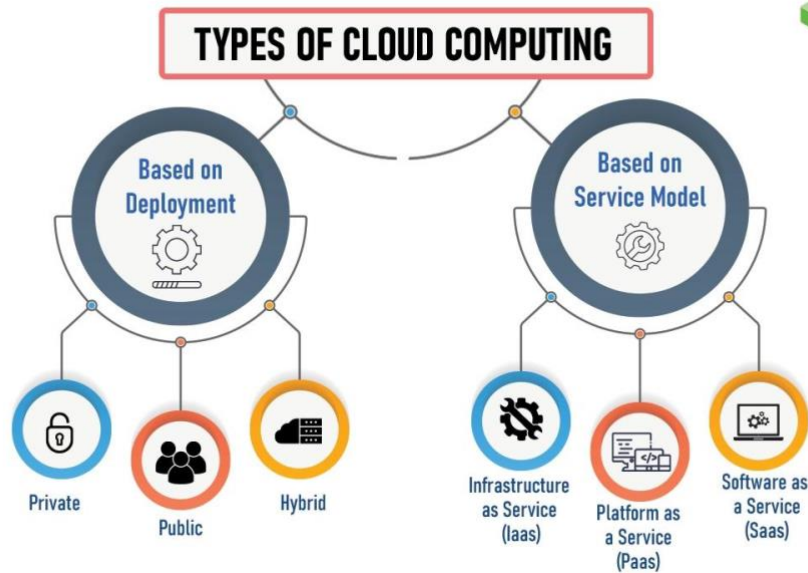 TYPES OF CLOUD COMPUTING
Based on
Deployment
Private
Public
Hybrid
Based on
Service Model
Infrastructure
as Service
(Iaas)
Platform as
a Service
(Paas)
Software as
a Service
(Saas)